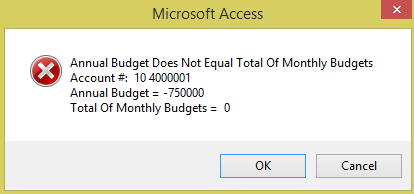 Microsoft Access
Annual Budget Does Not Equal Total Of Monthly Budgets
Account #:  10 4000001
Annual Budget = -750000
Total Of Monthly Budgets =  0
OK
Cancel